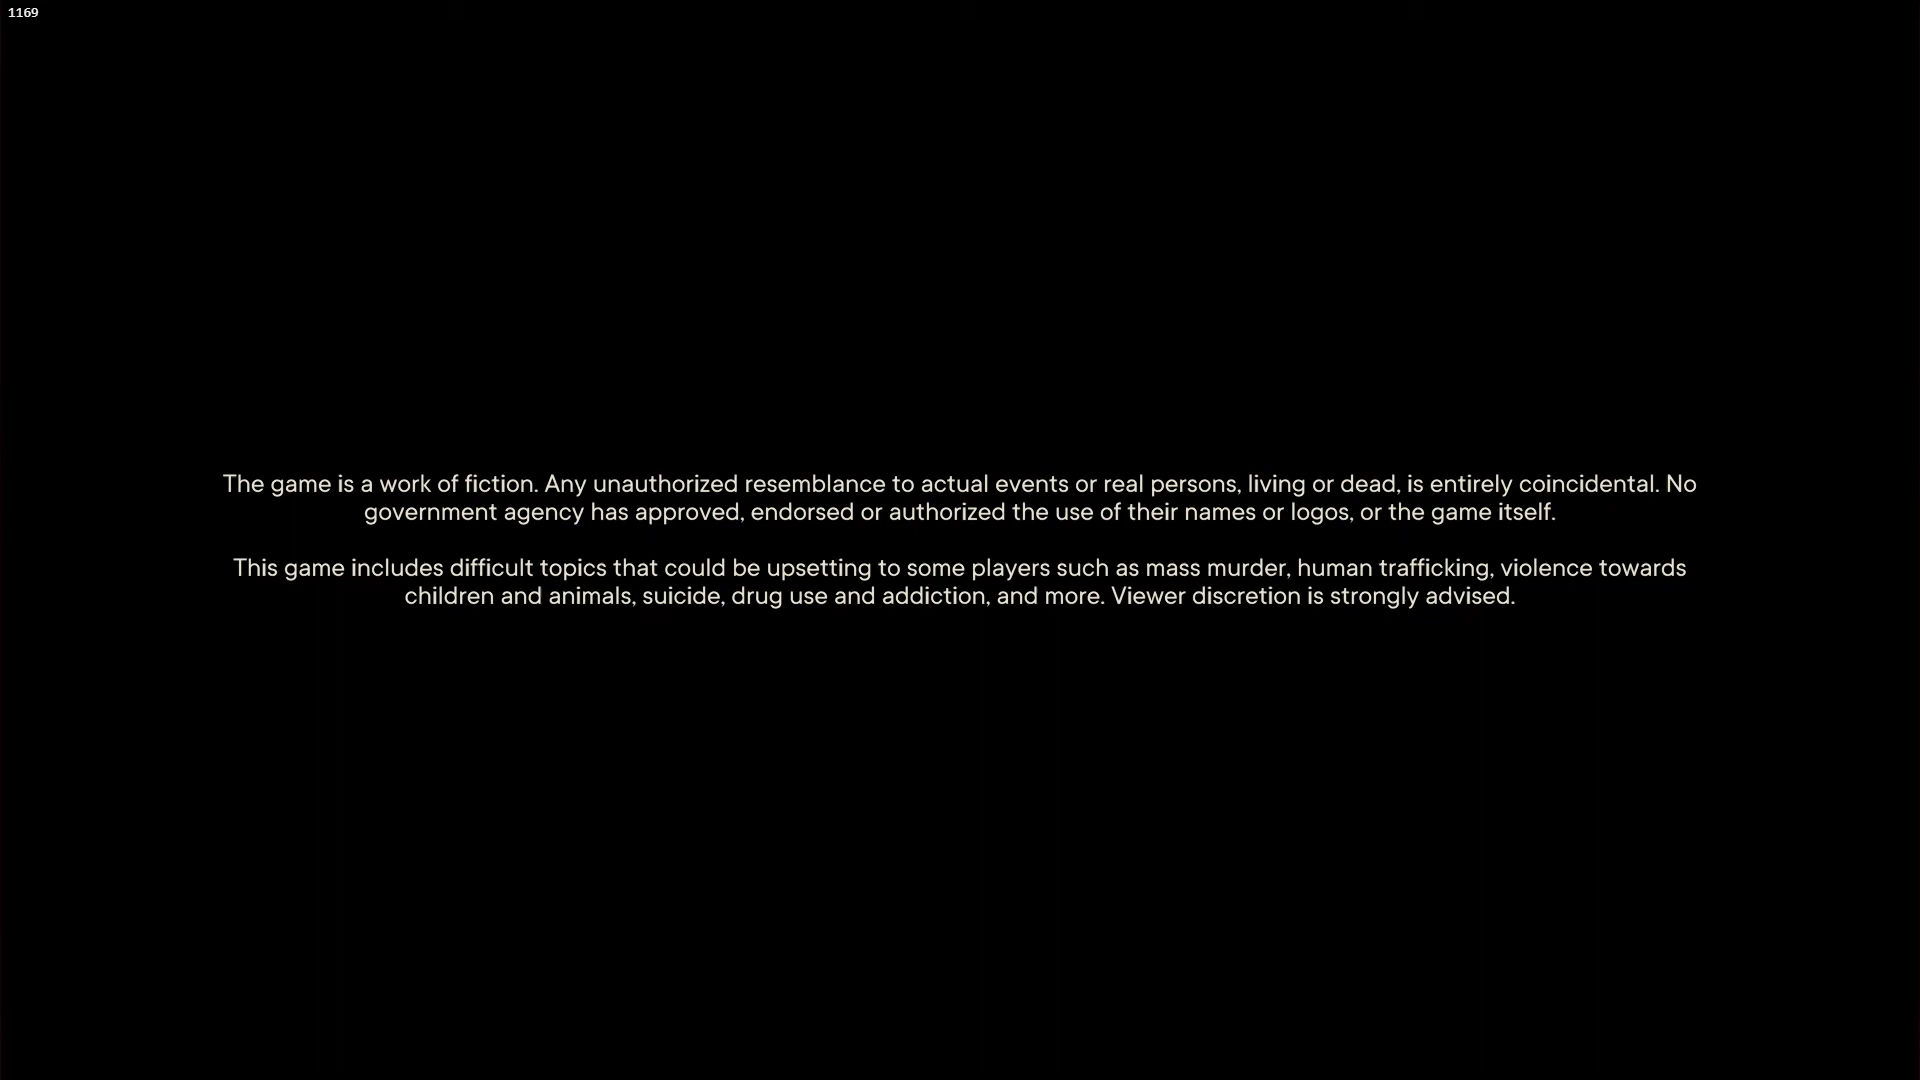 1169
The game is a work of fiction. Any unauthorized resemblance to actual events or real persons, living or dead, is entirely coincidental. No
government agency has approved, endorsed or authorized the use of their names or logos, or the game itself.
This game includes difficult topics that could be upsetting to some players such as mass murder, human trafficking, violence towards
children and animals, suicide, drug use and addiction, and more. Viewer discretion is strongly advised.